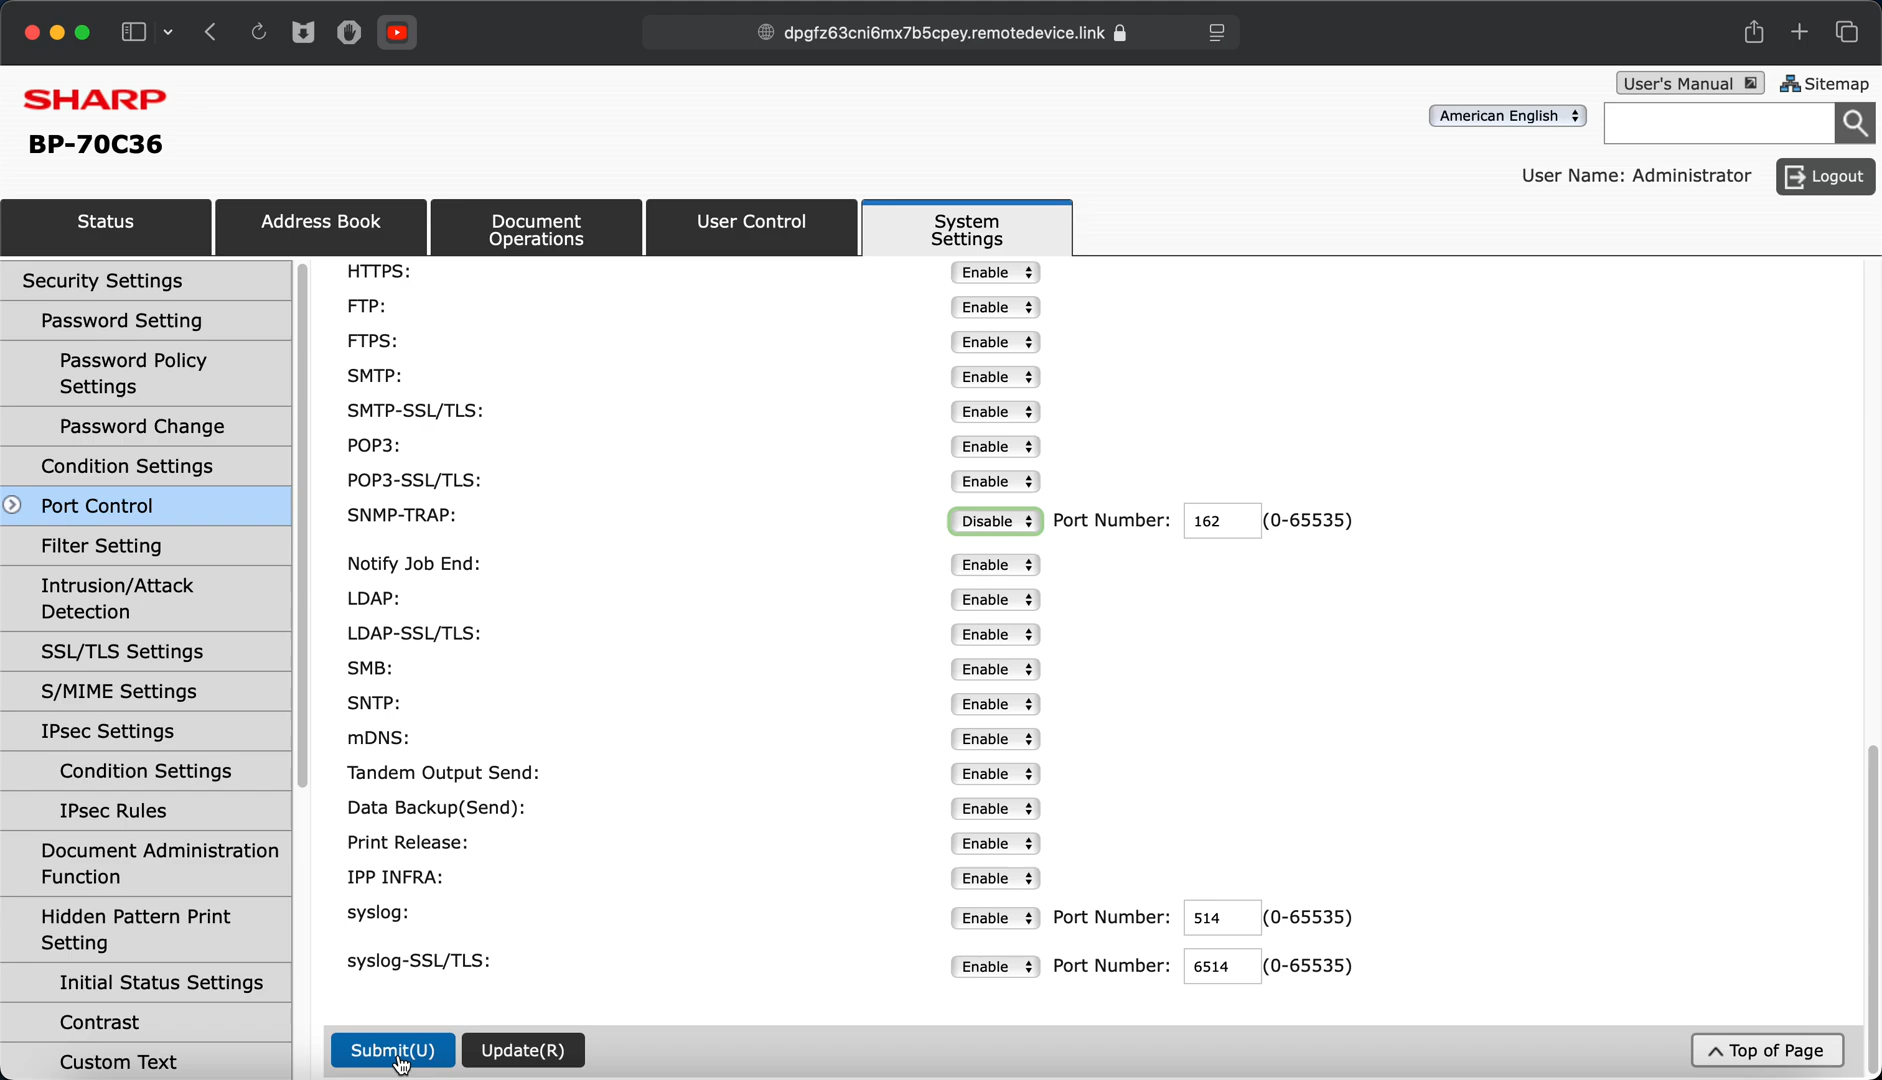 dpgfz63cni6mx7b5cpey.remotedevice.link
SHARP
BP-70C36
User's Manual
Sitemap
American English
User Name: Administrator
Logout
Status
Address Book
Document
Operations
User Control
System
Settings
Security Settings
Password Setting
Password Policy
Settings
Password Change
Condition Settings
Port Control
Filter Setting
Intrusion/Attack
Detection
SSL/TLS Settings
S/MIME Settings
IPsec Settings
Condition Settings
IPsec Rules
Document Administration
Function
Hidden Pattern Print
Setting
Initial Status Settings
Contrast
Custom Text
HTTPS: Enable
FTP: Enable
FTPS: Enable
SMTP: Enable
SMTP-SSL/TLS: Enable
POP3: Enable
POP3-SSL/TLS: Enable
SNMP-TRAP: Disable Port Number: 162 (0-65535)
Notify Job End: Enable
LDAP: Enable
LDAP-SSL/TLS: Enable
SMB: Enable
SNTP: Enable
mDNS: Enable
Tandem Output Send: Enable
Data Backup(Send): Enable
Print Release: Enable
IPP INFRA: Enable
syslog: Enable Port Number: 514 (0-65535)
syslog-SSL/TLS: Enable Port Number: 6514 (0-65535)
Submit(U) Update(R) Top of Page